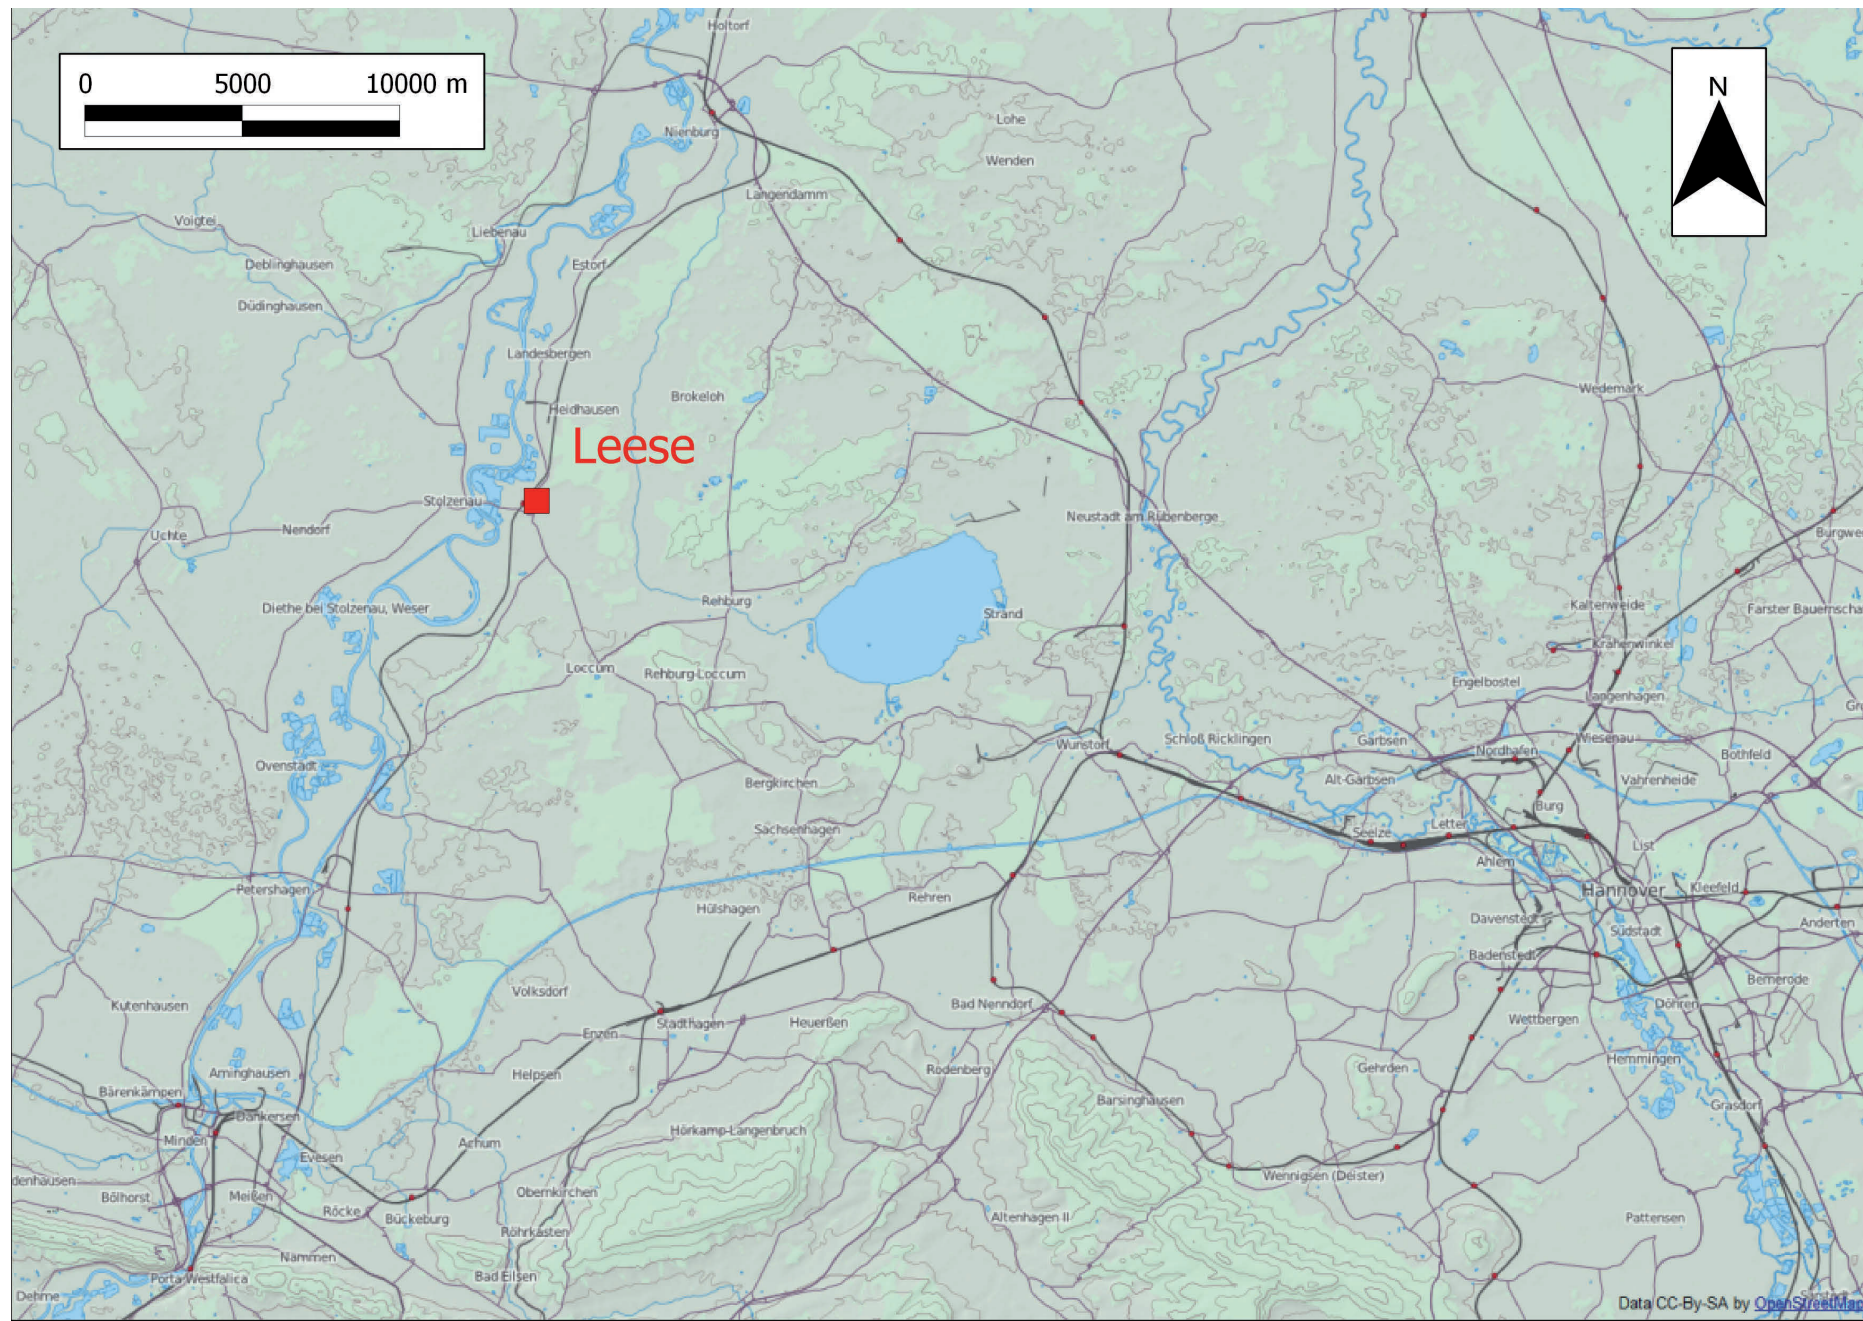 Holtorf
0 5000 10000 m
N
Nienburg
Lohe
Wenden
Langendamm
Voigtei
Liebenau
Deblinghausen
Estorf
Düdinghausen
Landesbergen
Wedemark
Brokeloh
Heidhausen
Leese
Stolzenau
Neustadt am Rübenberge
Nendorf
Uchte
Burgwe
Diethe bei Stolzenau, Weser
Rehburg
Strand
Kaltenweide
Farster Bauernscha
Krähenwinkel
Loccum
Rehburg-Loccum
Engelbostel
Langenhagen
Wunstorf
Schloß Ricklingen
Garbsen
Nordhafen
Wiesenau
Bothfeld
Ovenstädt
Bergkirchen
Alt-Garbsen
Vahrenheide
Burg
Sachsenhagen
Seelze
Letter
List
Ahlem
Petershagen
Rehren
Hannover
Kleefeld
Hülshagen
Davenstedt
Südstadt
Anderten
Badenstedt
Volksdorf
Bemerode
Kutenhausen
Bad Nenndorf
Döhren
Stadthagen
Heuerßen
Wettbergen
Enzen
Hemmingen
Aminghausen
Helpsen
Rodenberg
Gehrden
Bärenkämpen
Barsinghausen
Grasdorf
Dankersen
Minden
Achum
Hörkamp-Langenbruch
Evesen
denhausen
Bölhorst
Meißen
Obernkirchen
Wennigsen (Deister)
Röcke
Bückeburg
Altenhagen II
Pattensen
Röhrkasten
Nammen
Porta Westfalica
Bad Eilsen
Dehme
Data CC-By-SA by OpenStreetMap